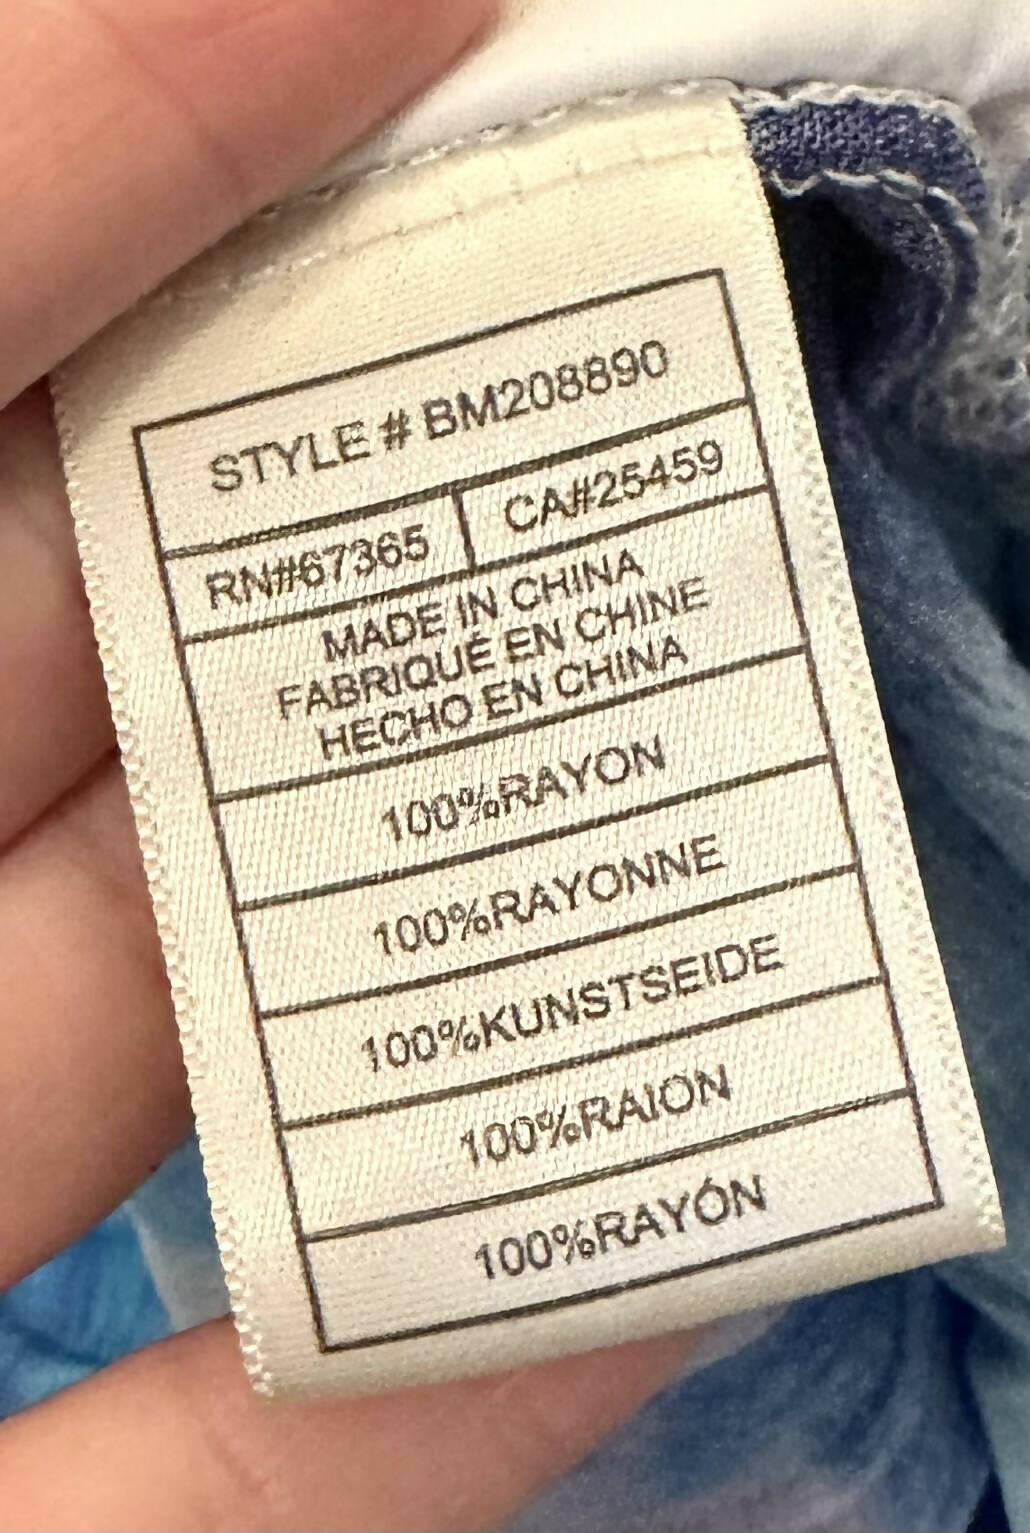 STYLE # BM208890
RN#67365 CA#25459
MADE IN CHINA
FABRIQUÉ EN CHINE
HECHO EN CHINA
100%RAYON
100%RAYONNE
100%KUNSTSEIDE
100%RAION
100%RAYÓN